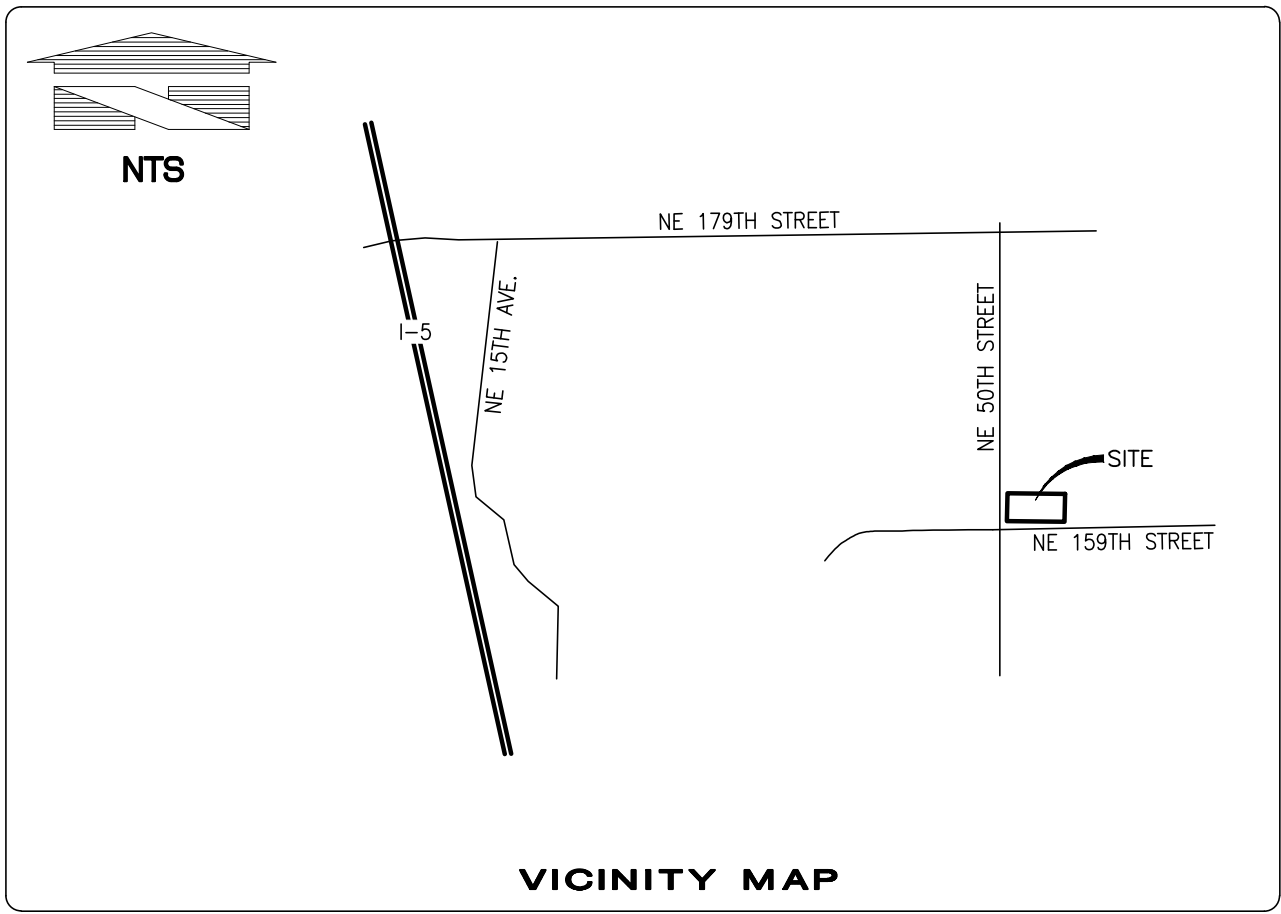 NTS
NE 179TH STREET
NE 15TH AVE.
I-5
NE 50TH STREET
SITE
NE 159TH STREET
VICINITY MAP